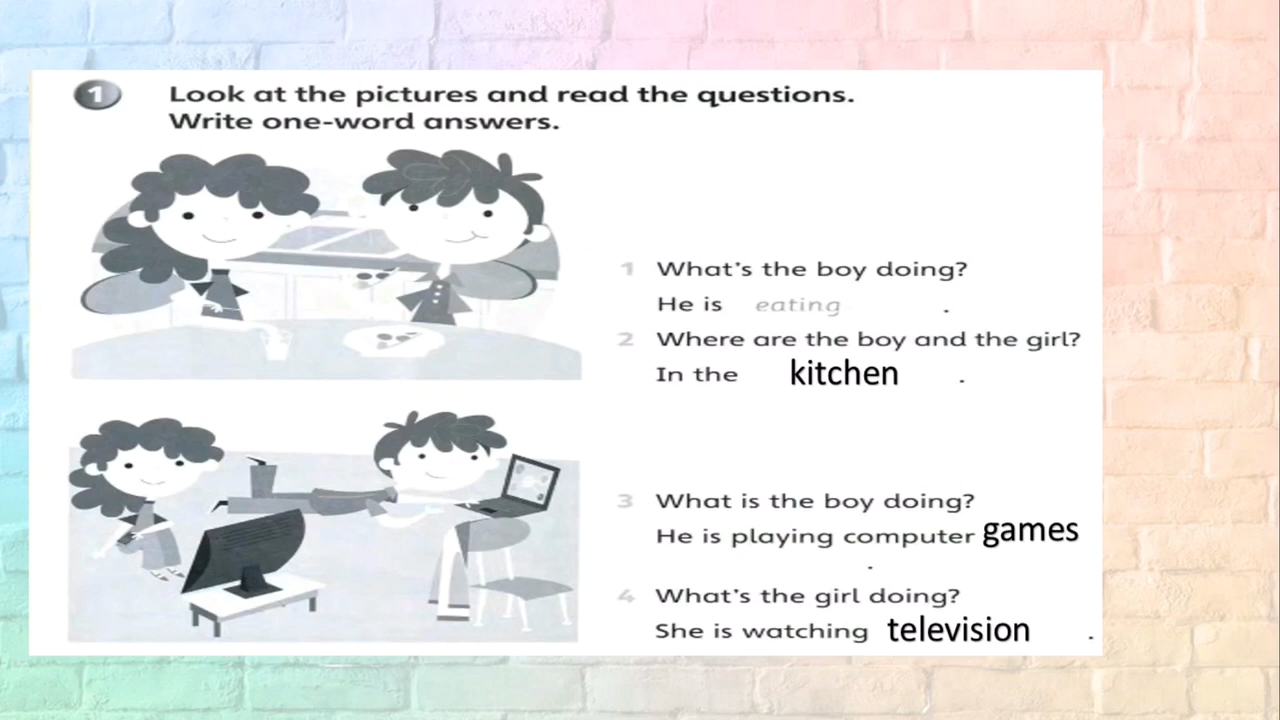 1 Look at the pictures and read the questions.
Write one-word answers.
1 What's the boy doing?
He is eating .
2 Where are the boy and the girl?
In the kitchen .
3 What is the boy doing?
He is playing computer games
.
4 What's the girl doing?
She is watching television .